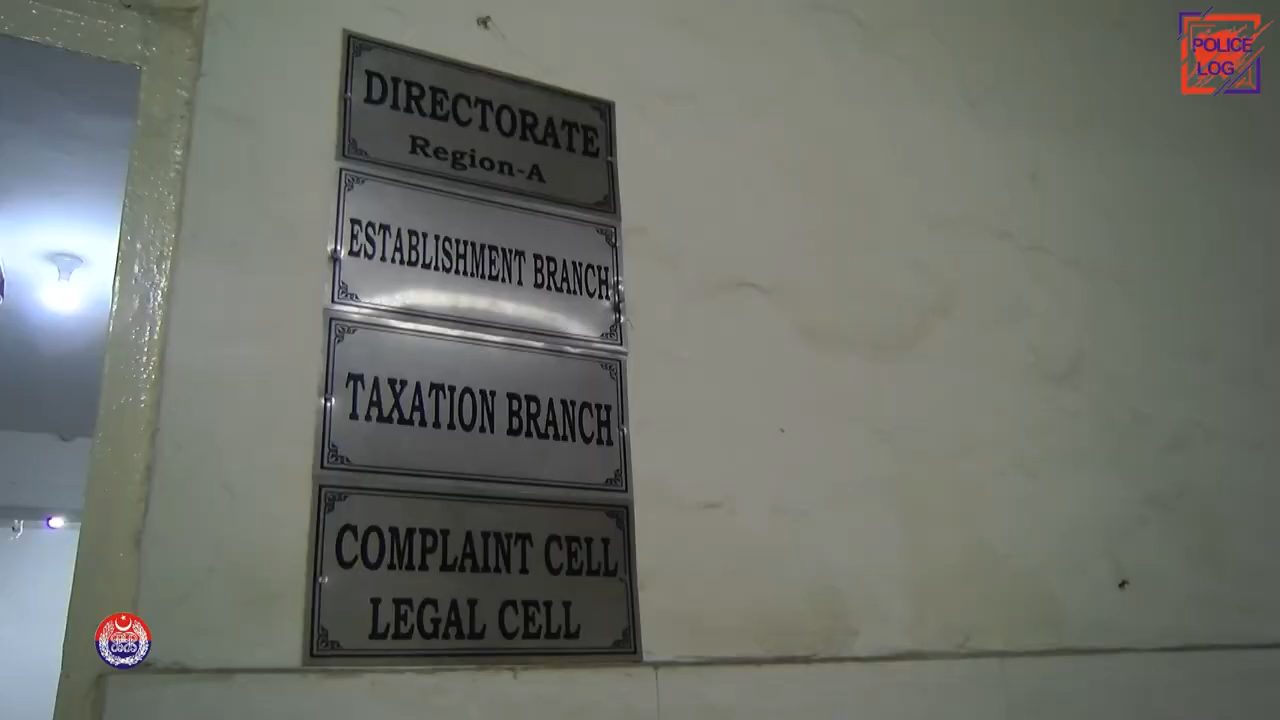 POLICE
LOG
DIRECTORATE
Region-A
ESTABLISHMENT BRANCH
TAXATION BRANCH
COMPLAINT CELL
LEGAL CELL